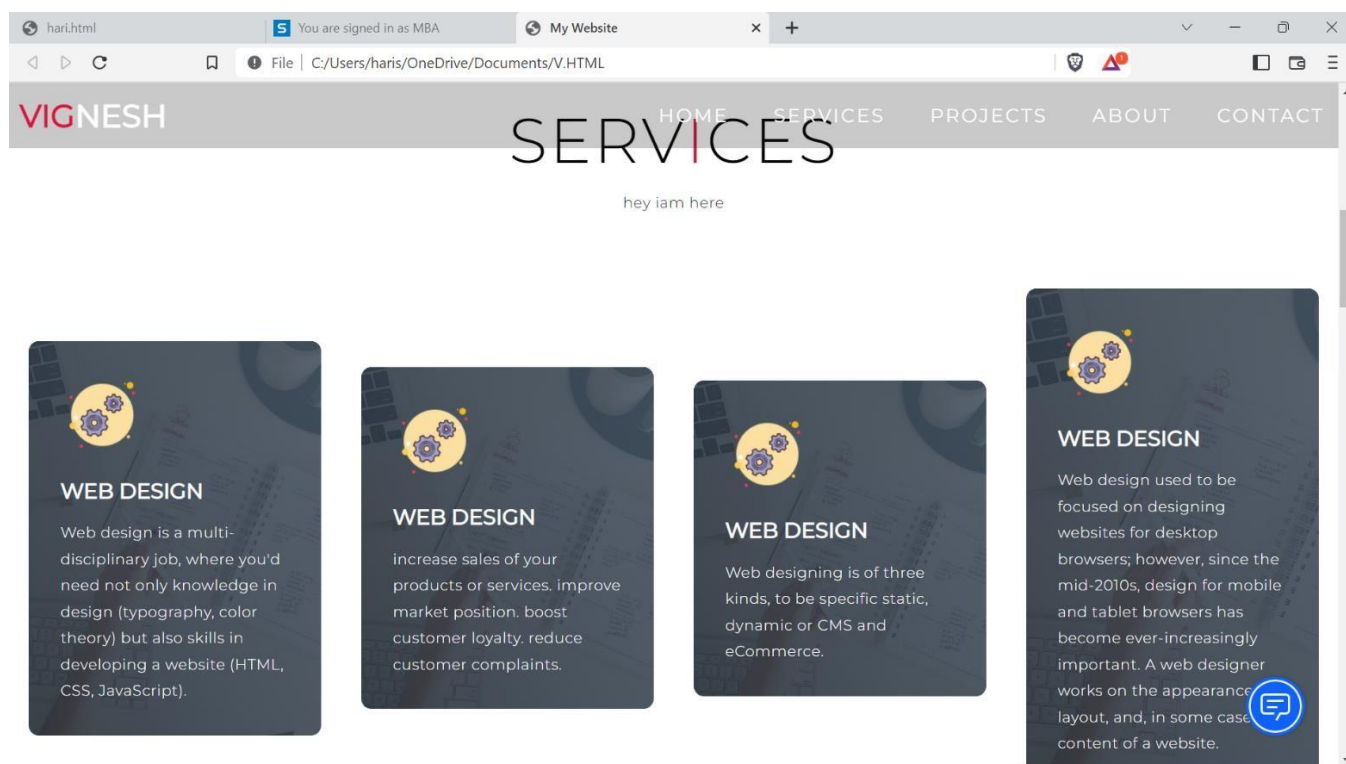 hari.html
You are signed in as MBA
My Website
File C:/Users/haris/OneDrive/Documents/V.HTML
VIGNESH
HOME SERVICES PROJECTS ABOUT CONTACT
SERVICES
hey iam here
WEB DESIGN
Web design is a multi-
disciplinary job, where you'd
need not only knowledge in
design (typography, color
theory) but also skills in
developing a website (HTML,
CSS, JavaScript).
WEB DESIGN
increase sales of your
products or services. improve
market position. boost
customer loyalty. reduce
customer complaints.
WEB DESIGN
Web designing is of three
kinds, to be specific static,
dynamic or CMS and
eCommerce.
WEB DESIGN
Web design used to be
focused on designing
websites for desktop
browsers; however, since the
mid-2010s, design for mobile
and tablet browsers has
become ever-increasingly
important. A web designer
works on the appearance
layout, and, in some case
content of a website.